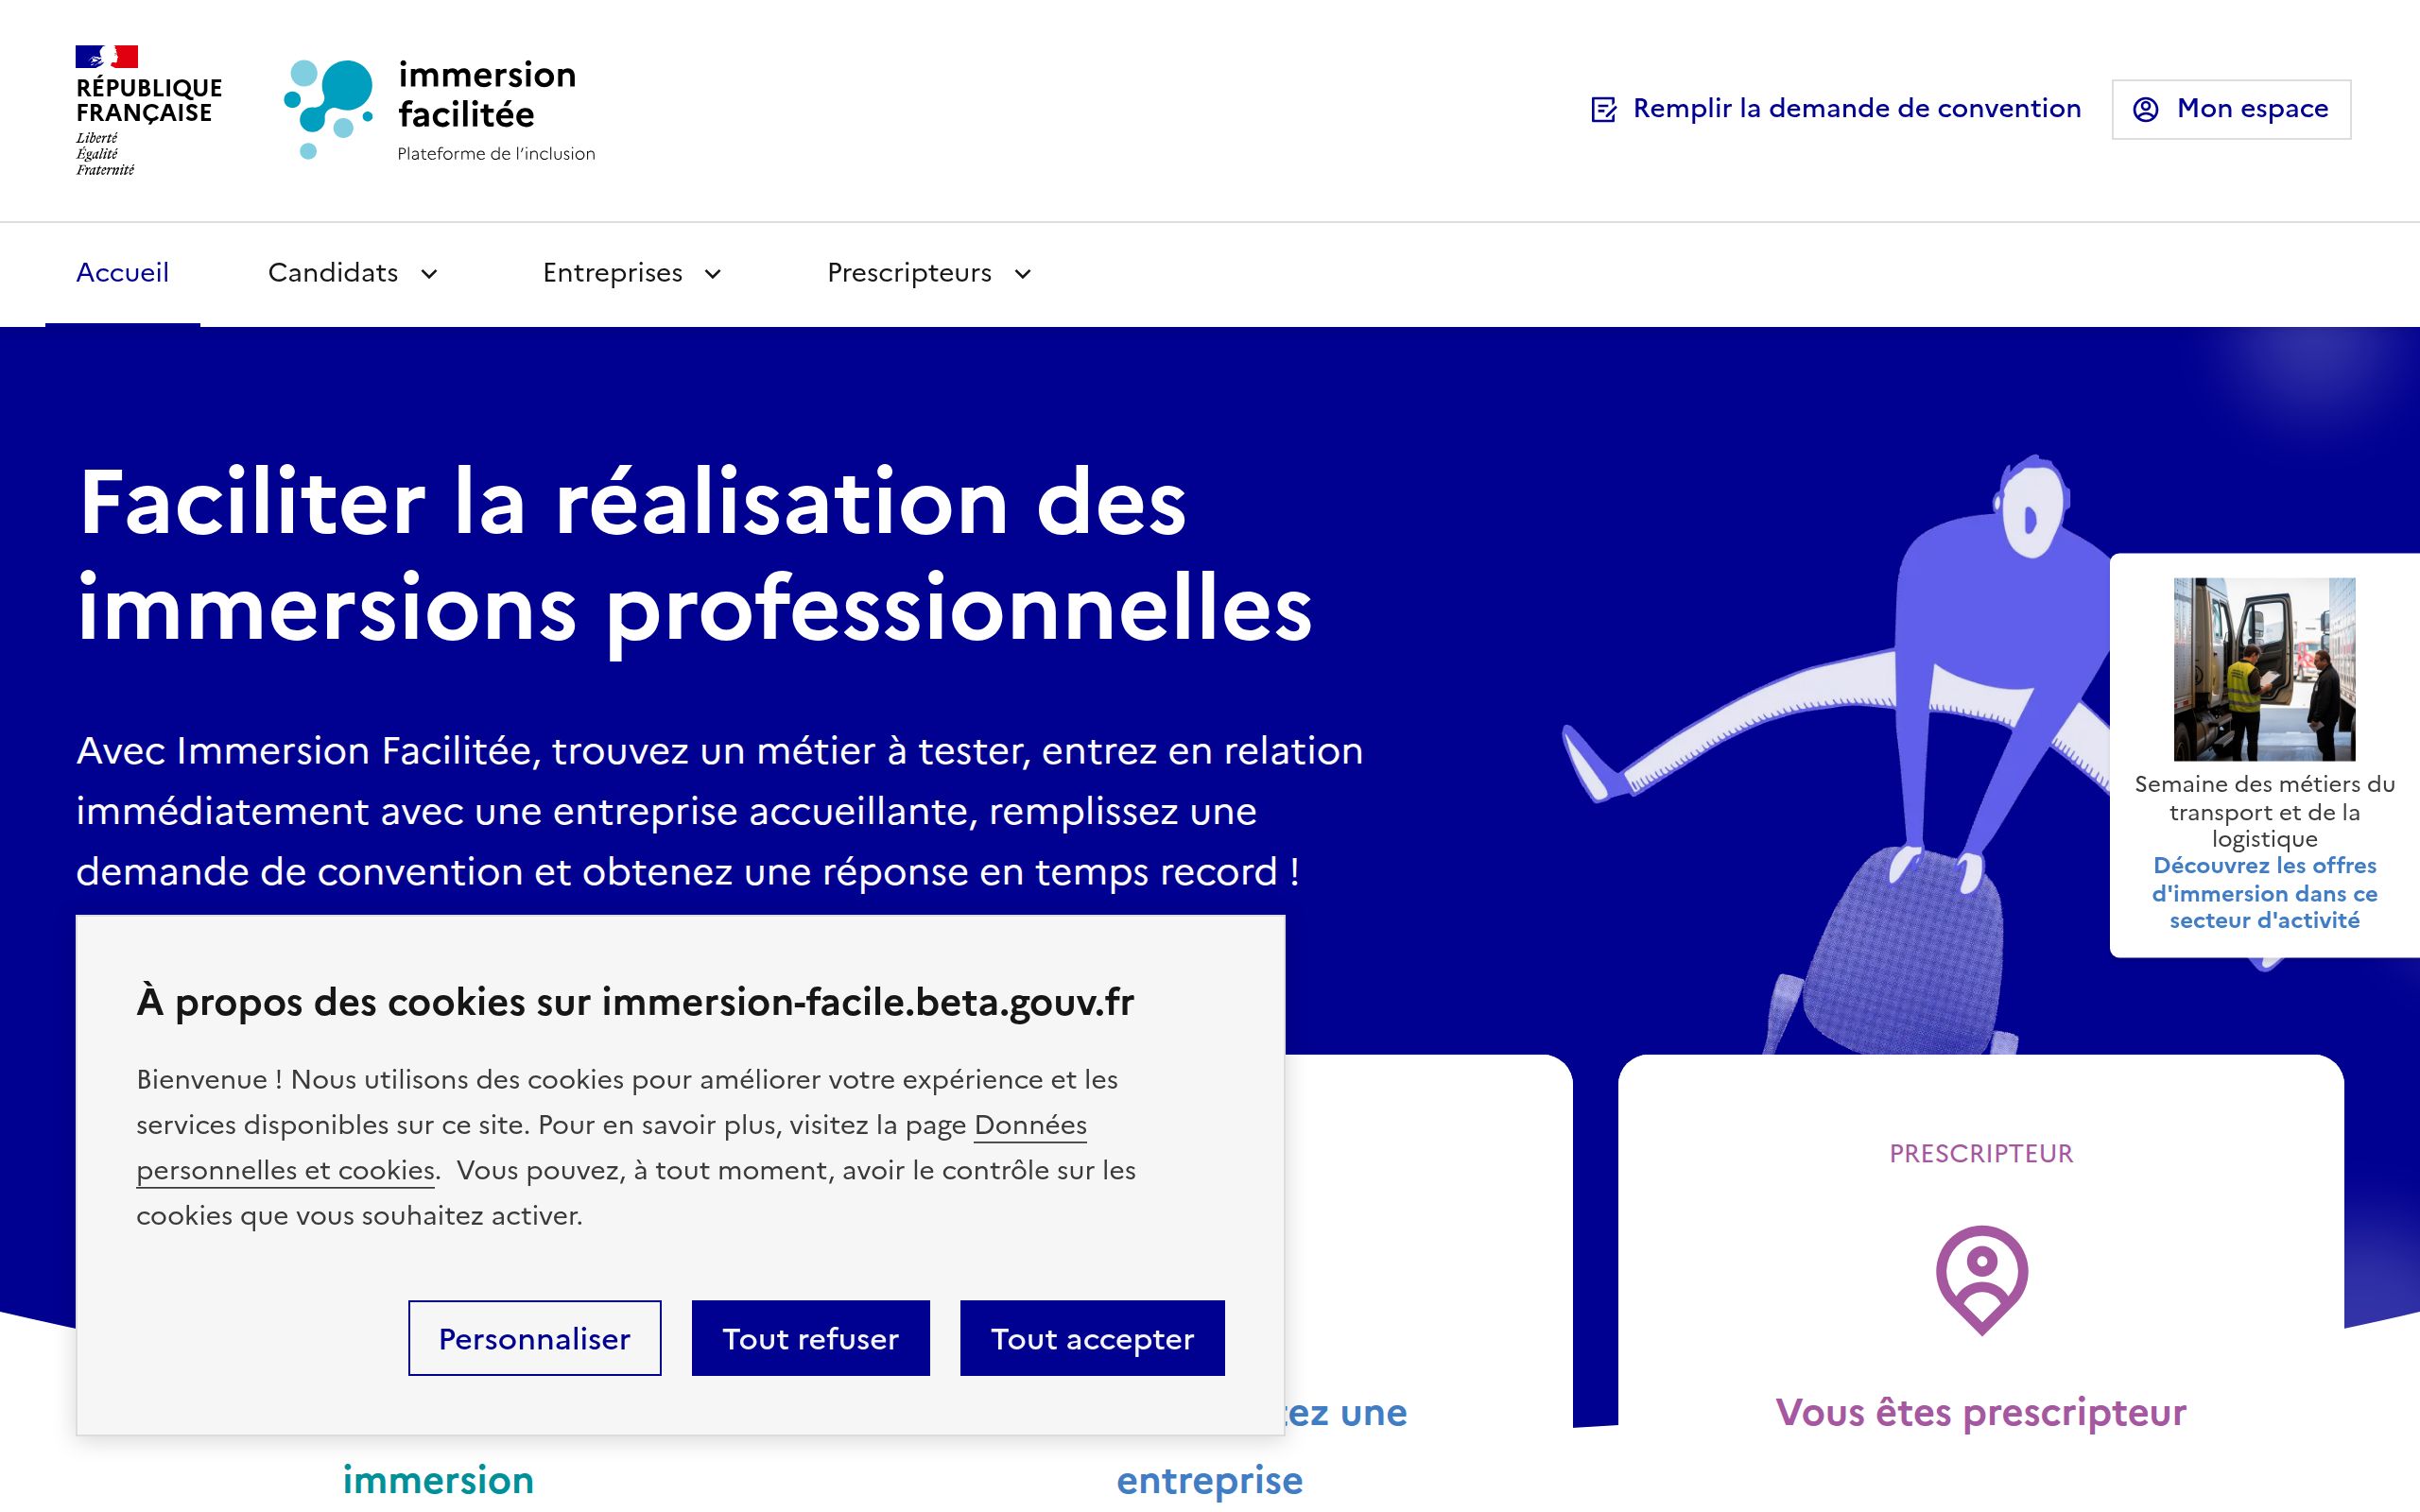 RÉPUBLIQUE
FRANÇAISE
Liberté
Égalité
Fraternité
immersion
facilitée
Plateforme de l'inclusion
Remplir la demande de convention
Mon espace
Accueil
Candidats
Entreprises
Prescripteurs
Faciliter la réalisation des
immersions professionnelles
Avec Immersion Facilitée, trouvez un métier à tester, entrez en relation
immédiatement avec une entreprise accueillante, remplissez une
demande de convention et obtenez une réponse en temps record !
Semaine des métiers du
transport et de la
logistique
Découvrez les offres
d'immersion dans ce
secteur d'activité
À propos des cookies sur immersion-facile.beta.gouv.fr
Bienvenue ! Nous utilisons des cookies pour améliorer votre expérience et les
services disponibles sur ce site. Pour en savoir plus, visitez la page Données
personnelles et cookies. Vous pouvez, à tout moment, avoir le contrôle sur les
cookies que vous souhaitez activer.
Personnaliser
Tout refuser
Tout accepter
PRESCRIPTEUR
Vous êtes prescripteur
immersion
une
entreprise